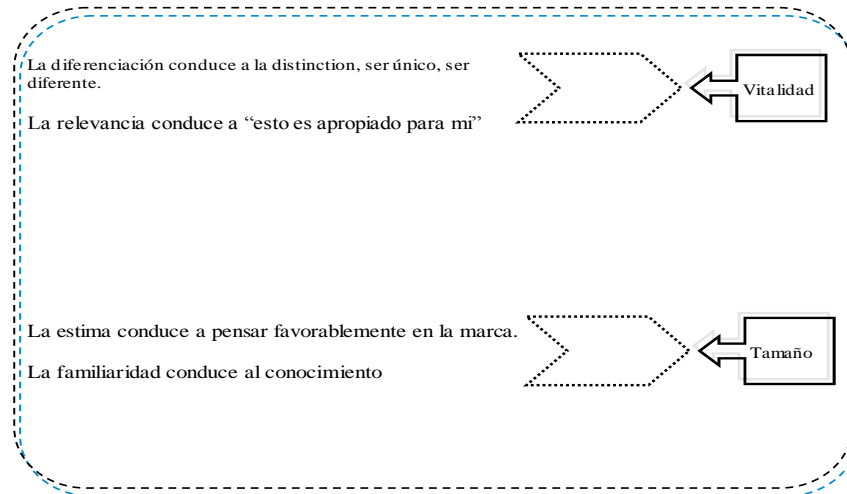 La diferenciación conduce a la distinction, ser único, ser
diferente.
Vitalidad
La relevancia conduce a “esto es apropiado para mi”
La estima conduce a pensar favorablemente en la marca.
Tamaño
La familiaridad conduce al conocimiento